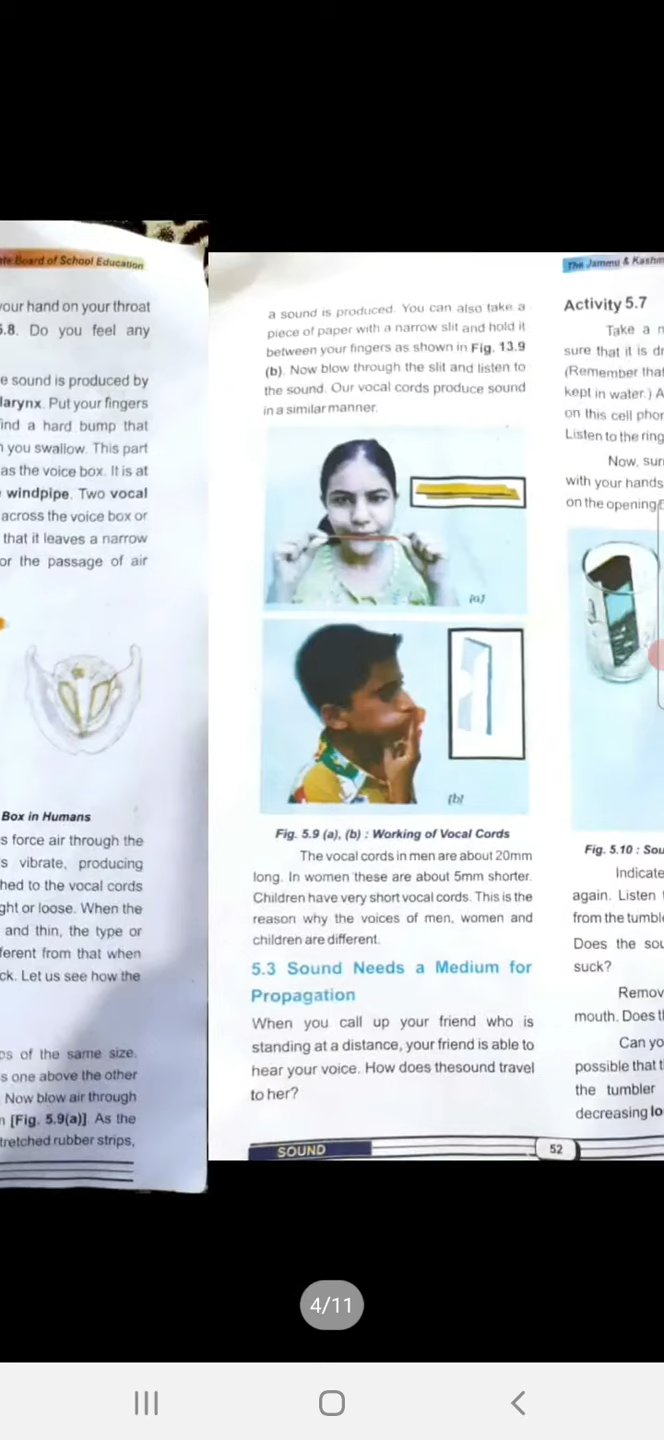 ate Board of School Education
your hand on your throat
5.8. Do you feel any
e sound is produced by
larynx. Put your fingers
find a hard bump that
you swallow. This part
as the voice box. It is at
windpipe. Two vocal
across the voice box or
that it leaves a narrow
or the passage of air
Box in Humans
s force air through the
s vibrate, producing
hed to the vocal cords
ght or loose. When the
and thin, the type or
ferent from that when
ck. Let us see how the
ps of the same size.
s one above the other
Now blow air through
n [Fig. 5.9(a)]. As the
tretched rubber strips,
a sound is produced. You can also take a
piece of paper with a narrow slit and hold it
between your fingers as shown in Fig. 13.9
(b). Now blow through the slit and listen to
the sound. Our vocal cords produce sound
in a similar manner.
(a)
(b)
Fig. 5.9 (a), (b) : Working of Vocal Cords
The vocal cords in men are about 20mm
long. In women these are about 5mm shorter.
Children have very short vocal cords. This is the
reason why the voices of men, women and
children are different.
5.3 Sound Needs a Medium for
Propagation
When you call up your friend who is
standing at a distance, your friend is able to
hear your voice. How does thesound travel
to her?
SOUND
52
The Jammu & Kashm
Activity 5.7
Take a
sure that it is dr
(Remember that
kept in water.) A
on this cell phor
Listen to the ring
Now, surr
with your hands
on the opening
Fig. 5.10 : Sou
Indicate
again. Listen
from the tumble
Does the sou
suck?
Remov
mouth. Does th
Can yo
possible that t
the tumbler
decreasing lo
4/11